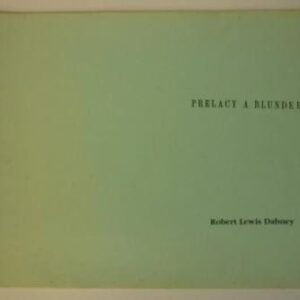 PRELACY A BLUNDER
Robert Lewis Dabney